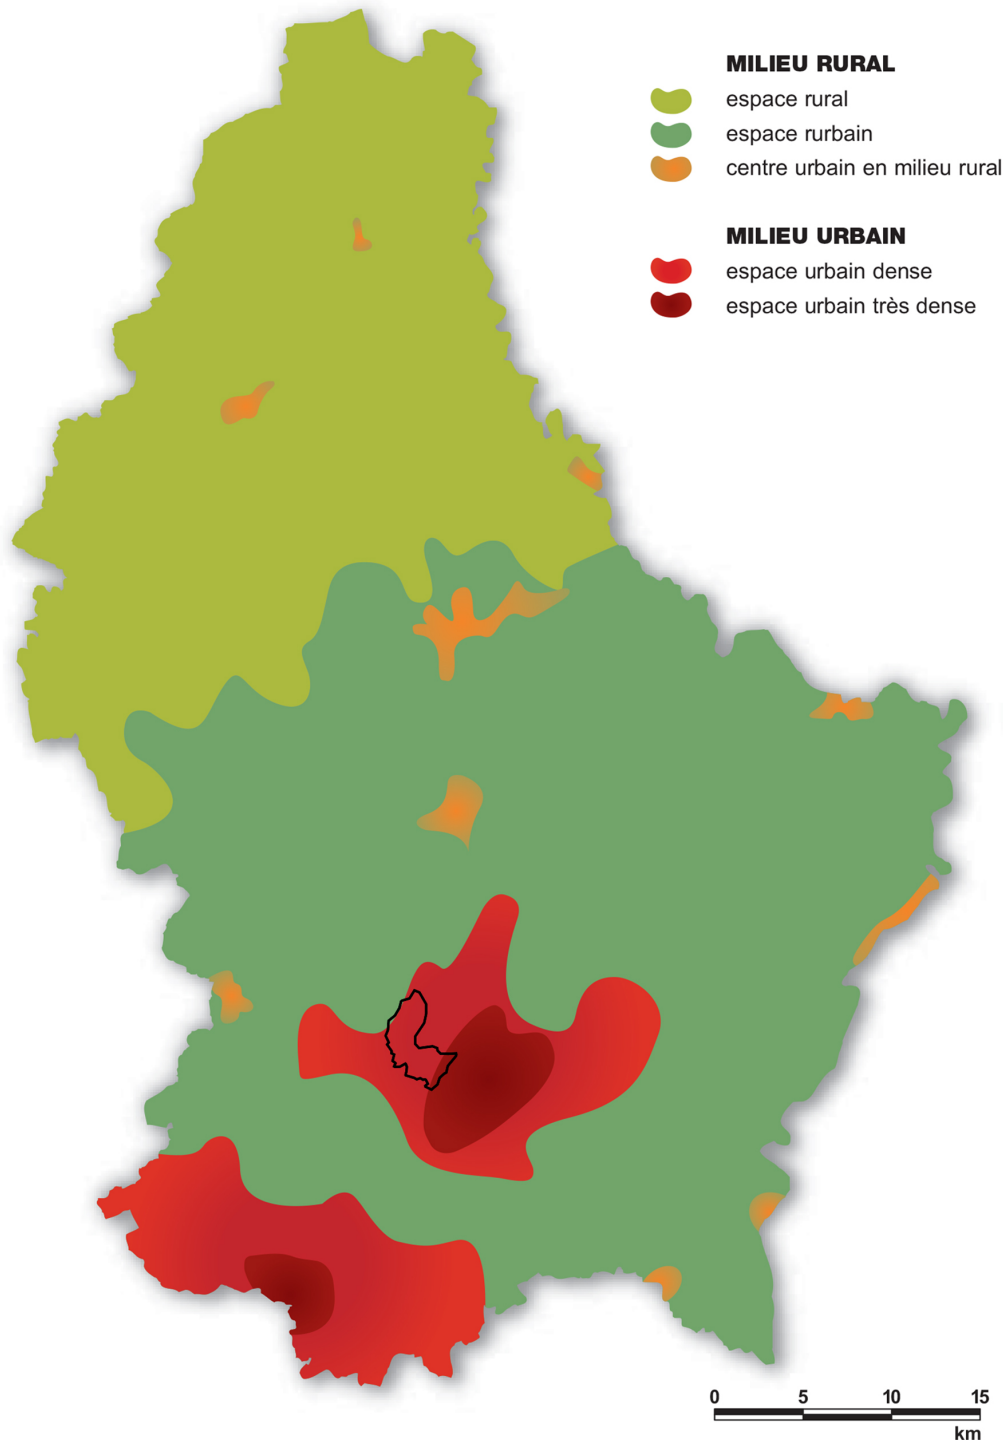 MILIEU RURAL
espace rural
espace rurbain
centre urbain en milieu rural
MILIEU URBAIN
espace urbain dense
espace urbain très dense
0 5 10 15
km